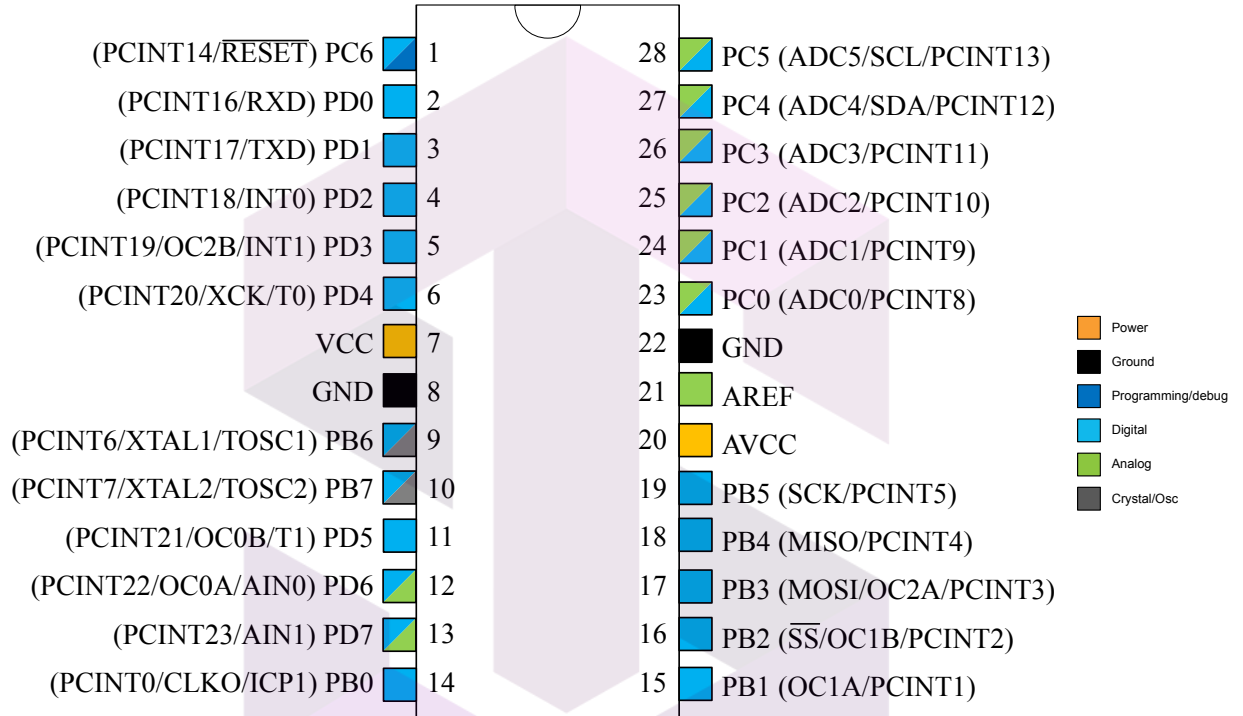 (PCINT14/RESET) PC6 1
(PCINT16/RXD) PD0 2
(PCINT17/TXD) PD1 3
(PCINT18/INT0) PD2 4
(PCINT19/OC2B/INT1) PD3 5
(PCINT20/XCK/T0) PD4 6
VCC 7
GND 8
(PCINT6/XTAL1/TOSC1) PB6 9
(PCINT7/XTAL2/TOSC2) PB7 10
(PCINT21/OC0B/T1) PD5 11
(PCINT22/OC0A/AIN0) PD6 12
(PCINT23/AIN1) PD7 13
(PCINT0/CLKO/ICP1) PB0 14
28 PC5 (ADC5/SCL/PCINT13)
27 PC4 (ADC4/SDA/PCINT12)
26 PC3 (ADC3/PCINT11)
25 PC2 (ADC2/PCINT10)
24 PC1 (ADC1/PCINT9)
23 PC0 (ADC0/PCINT8)
22 GND
21 AREF
20 AVCC
19 PB5 (SCK/PCINT5)
18 PB4 (MISO/PCINT4)
17 PB3 (MOSI/OC2A/PCINT3)
16 PB2 (SS/OC1B/PCINT2)
15 PB1 (OC1A/PCINT1)
Power
Ground
Programming/debug
Digital
Analog
Crystal/Osc